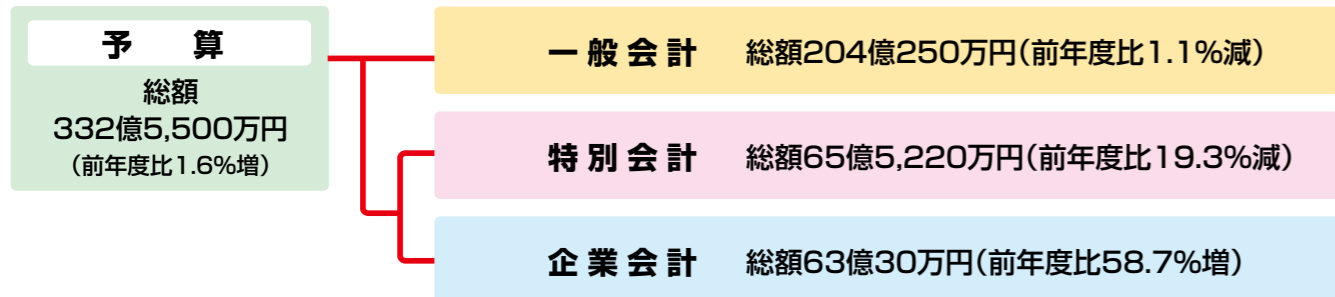 予 算
総額
332億5,500万円
（前年度比1.6%増）
一般会計 総額204億250万円（前年度比1.1%減）
特別会計 総額65億5,220万円（前年度比19.3%減）
企業会計 総額63億30万円（前年度比58.7%増）